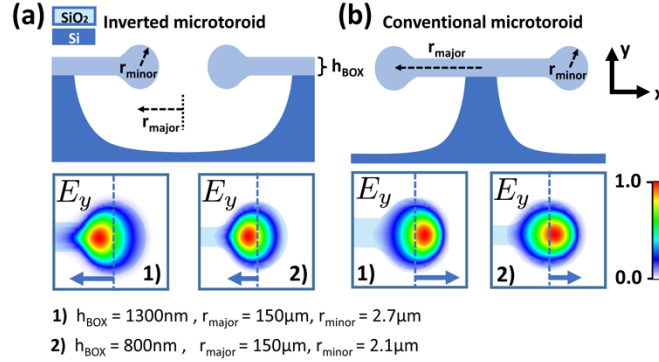 (a) Inverted microtoroid
SiO₂
Si
r_minor
r_major
h_BOX
(b) Conventional microtoroid
r_major
r_minor
y
x
E_y
1)
E_y
2)
E_y
1)
E_y
2)
1.0
0.0
1) h_BOX = 1300nm , r_major = 150μm, r_minor = 2.7μm
2) h_BOX = 800nm , r_major = 150μm, r_minor = 2.1μm